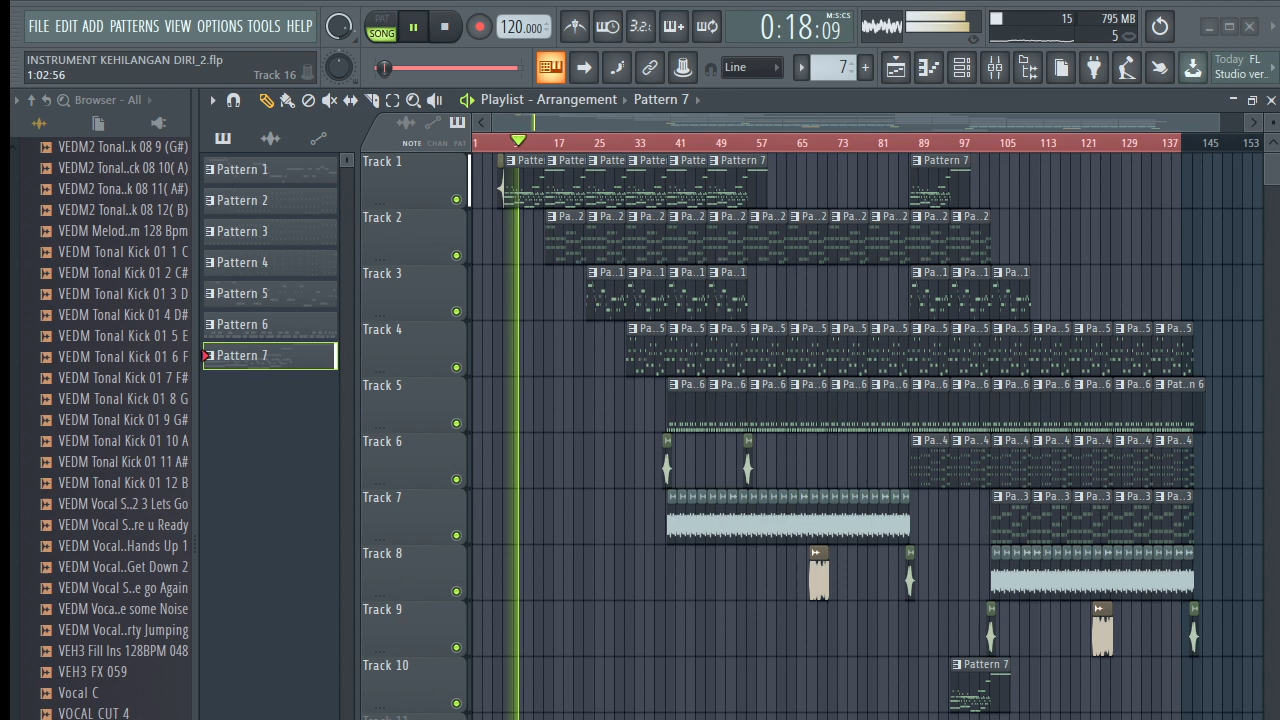 FILE EDIT ADD PATTERNS VIEW OPTIONS TOOLS HELP
PAT
SONG
120.000
3.2.
0:18:09
M:S:CS
15
795 MB
5
INSTRUMENT KEHILANGAN DIRI_2.flp
1:02:56
Track 16
Line
7
Today FL
Studio ver..
Browser - All
Playlist - Arrangement
Pattern 7
NOTE CHAN PAT
1 17 25 33 41 49 57 65 73 81 89 97 105 113 121 129 137 145 153
VEDM2 Tonal..k 08 9 (G#)
VEDM2 Tonal..ck 08 10( A)
VEDM2 Tona..k 08 11( A#)
VEDM2 Tonal..k 08 12( B)
VEDM Melod..m 128 Bpm
VEDM Tonal Kick 01 1 C
VEDM Tonal Kick 01 2 C#
VEDM Tonal Kick 01 3 D
VEDM Tonal Kick 01 4 D#
VEDM Tonal Kick 01 5 E
VEDM Tonal Kick 01 6 F
VEDM Tonal Kick 01 7 F#
VEDM Tonal Kick 01 8 G
VEDM Tonal Kick 01 9 G#
VEDM Tonal Kick 01 10 A
VEDM Tonal Kick 01 11 A#
VEDM Tonal Kick 01 12 B
VEDM Vocal S..2 3 Lets Go
VEDM Vocal S..re u Ready
VEDM Vocal..Hands Up 1
VEDM Vocal..Get Down 2
VEDM Vocal S..e go Again
VEDM Voca..e some Noise
VEDM Vocal..rty Jumping
VEH3 Fill Ins 128BPM 048
VEH3 FX 059
Vocal C
VOCAL CUT 4
Pattern 1
Pattern 2
Pattern 3
Pattern 4
Pattern 5
Pattern 6
Pattern 7
Track 1
Patte Patte Patte Patte Patte Pattern 7 Pattern 7
Track 2
Pa..2 Pa..2 Pa..2 Pa..2 Pa..2 Pa..2 Pa..2 Pa..2 Pa..2 Pa..2 Pa..2
Track 3
Pa..1 Pa..1 Pa..1 Pa..1 Pa..1 Pa..1 Pa..1
Track 4
Pa..5 Pa..5 Pa..5 Pa..5 Pa..5 Pa..5 Pa..5 Pa..5 Pa..5 Pa..5 Pa..5 Pa..5 Pa..5 Pa..5
Track 5
Pa..6 Pa..6 Pa..6 Pa..6 Pa..6 Pa..6 Pa..6 Pa..6 Pa..6 Pa..6 Pa..6 Pa..6 Pat..n 6
Track 6
Pa..4 Pa..4 Pa..4 Pa..4 Pa..4 Pa..4 Pa..4
Track 7
Pa..3 Pa..3 Pa..3 Pa..3 Pa..3
Track 8
Track 9
Track 10
Pattern 7